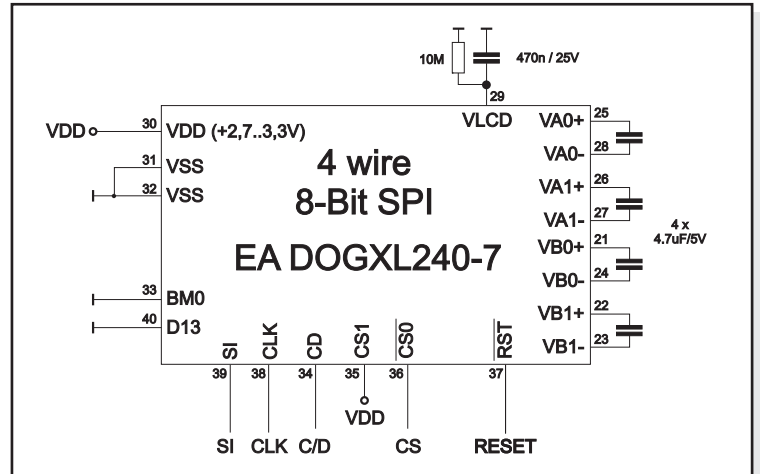 10M
470n / 25V
29
VLCD
VDD
30
VDD (+2,7..3,3V)
31
VSS
32
VSS
33
BM0
40
D13
4 wire
8-Bit SPI
EA DOGXL240-7
VA0+
25
VA0-
28
VA1+
26
VA1-
27
VB0+
21
VB0-
24
VB1+
22
VB1-
23
4 x
4.7uF/5V
SI
CLK
CD
CS1
CS0
RST
39
38
34
35
36
37
VDD
SI
CLK
C/D
CS
RESET